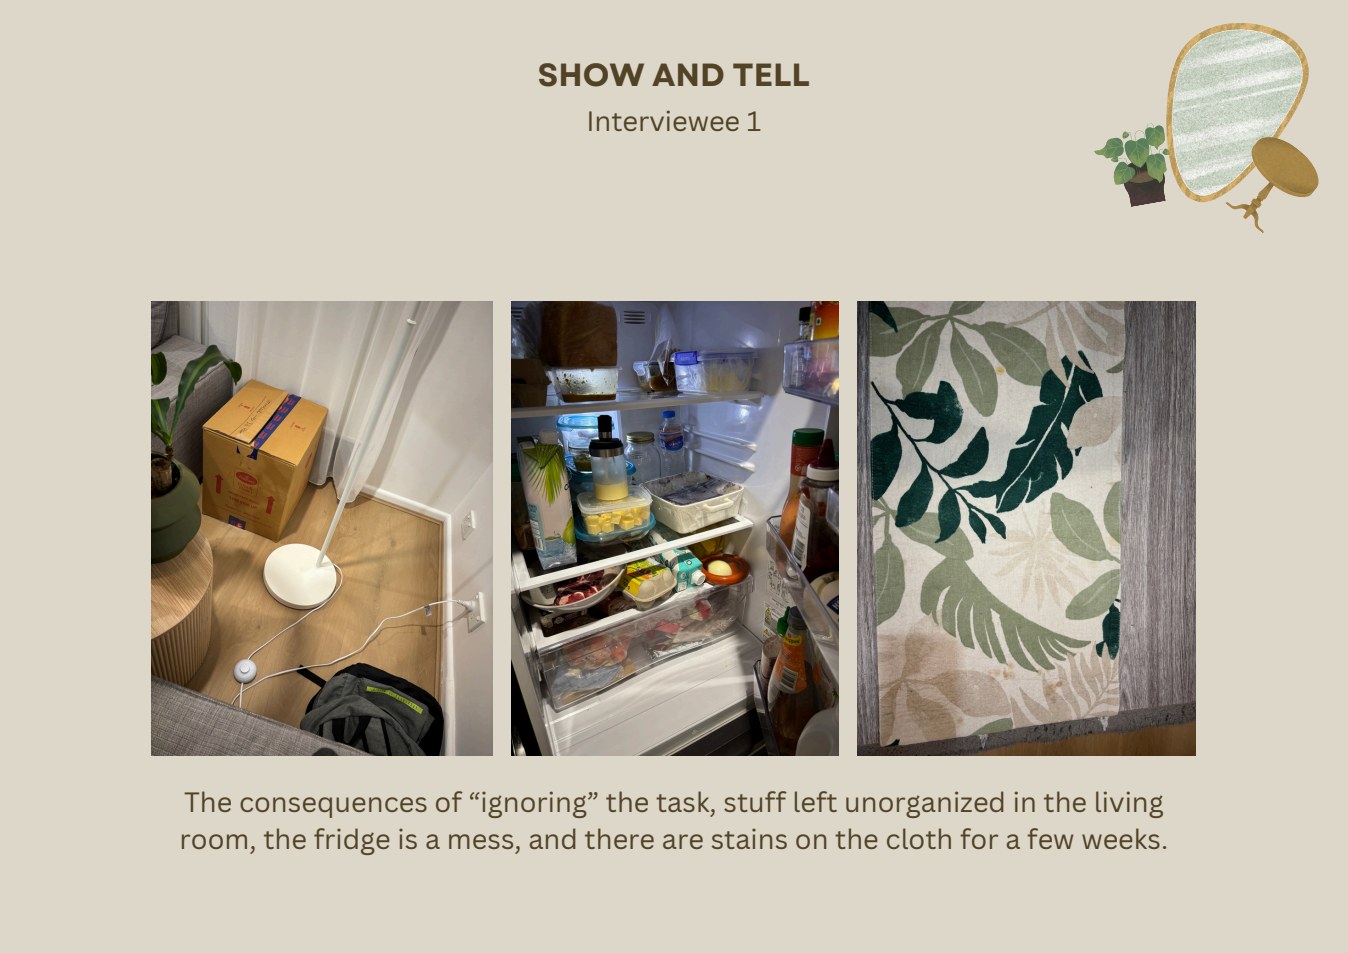 SHOW AND TELL
Interviewee 1
The consequences of “ignoring” the task, stuff left unorganized in the living
room, the fridge is a mess, and there are stains on the cloth for a few weeks.